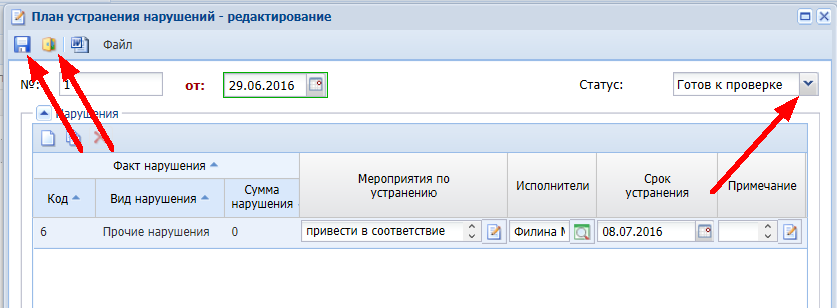 План устранения нарушений - редактирование
Файл
№: 1 от: 29.06.2016 Статус: Готов к проверке
Нарушения
Факт нарушения
Мероприятия по устранению
Исполнители
Срок устранения
Примечание
Код
Вид нарушения
Сумма нарушения
6 Прочие нарушения 0 привести в соответствие Филина 08.07.2016